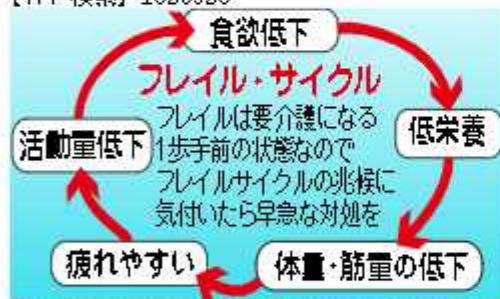 食欲低下
フレイル・サイクル
フレイルは要介護になる
1歩手前の状態なので
フレイルサイクルの兆候に
気付いたら早急な対処を
活動量低下
低栄養
疲れやすい
体重・筋量の低下